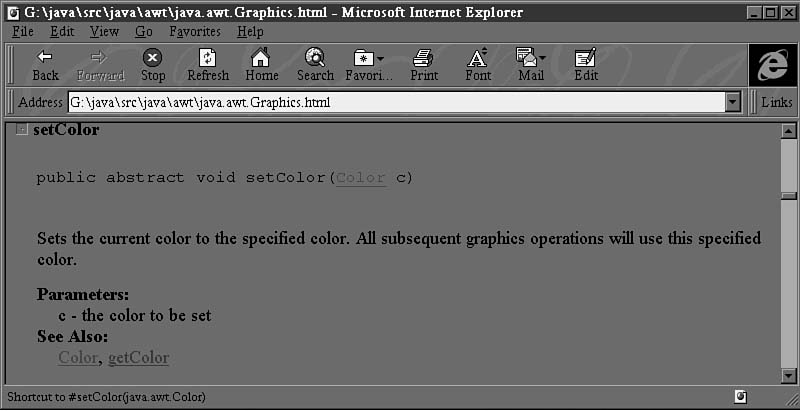 G:\java\src\java\awt\java.awt.Graphics.html - Microsoft Internet Explorer
File Edit View Go Favorites Help
Back Forward Stop Refresh Home Search Favori... Print Font Mail Edit
Address G:\java\src\java\awt\java.awt.Graphics.html Links
setColor
public abstract void setColor(Color c)
Sets the current color to the specified color. All subsequent graphics operations will use this specified
color.
Parameters:
c - the color to be set
See Also:
Color, getColor
Shortcut to #setColor(java.awt.Color)